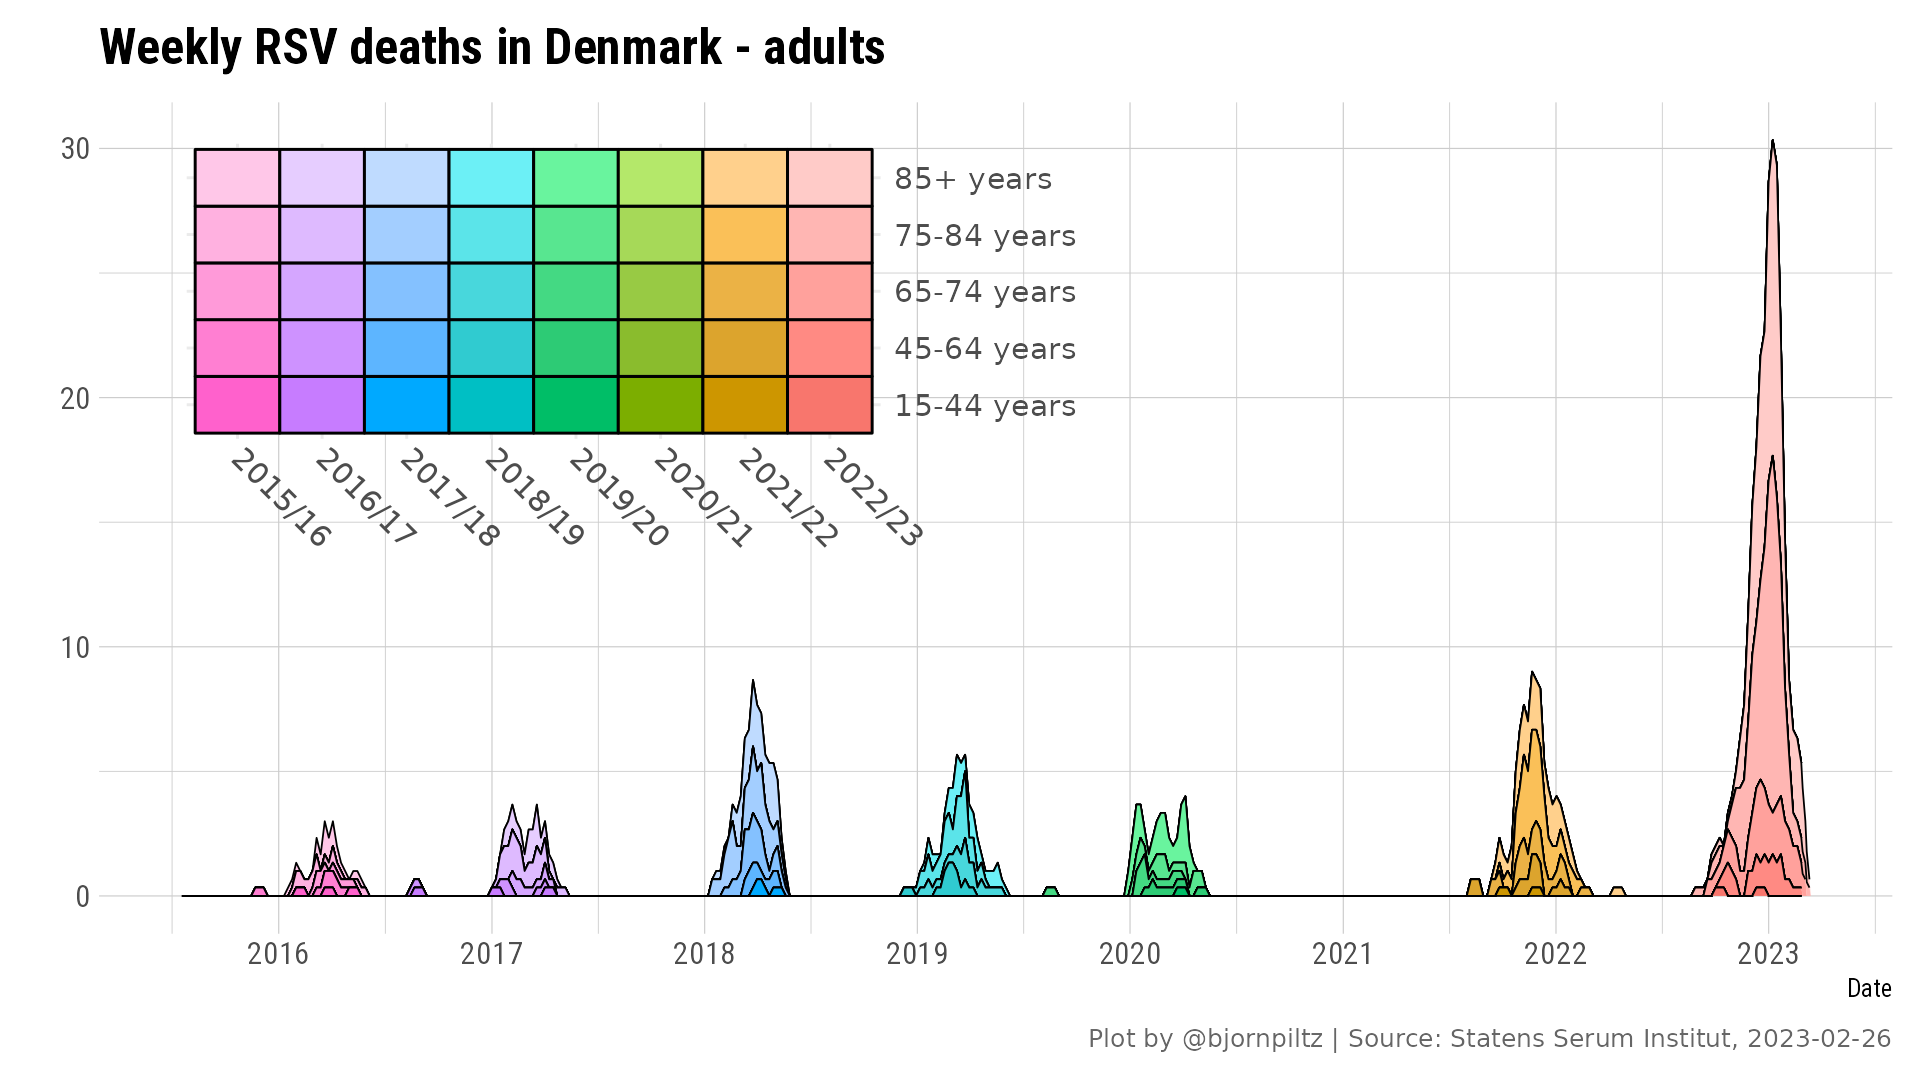 Weekly RSV deaths in Denmark - adults
30
20
10
0
85+ years
75-84 years
65-74 years
45-64 years
15-44 years
2015/16
2016/17
2017/18
2018/19
2019/20
2020/21
2021/22
2022/23
2016
2017
2018
2019
2020
2021
2022
2023
Date
Plot by @bjornpiltz | Source: Statens Serum Institut, 2023-02-26